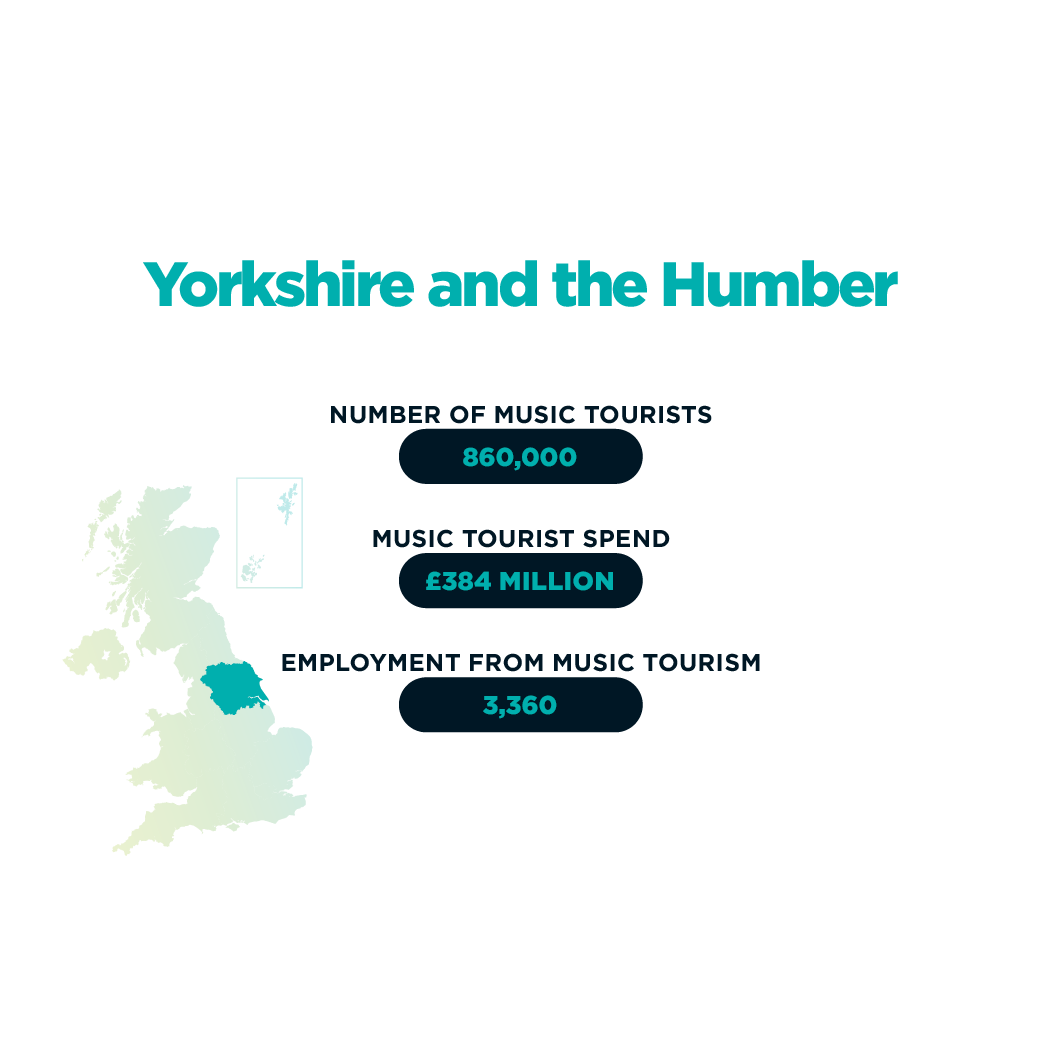 Yorkshire and the Humber
NUMBER OF MUSIC TOURISTS
860,000
MUSIC TOURIST SPEND
£384 MILLION
EMPLOYMENT FROM MUSIC TOURISM
3,360